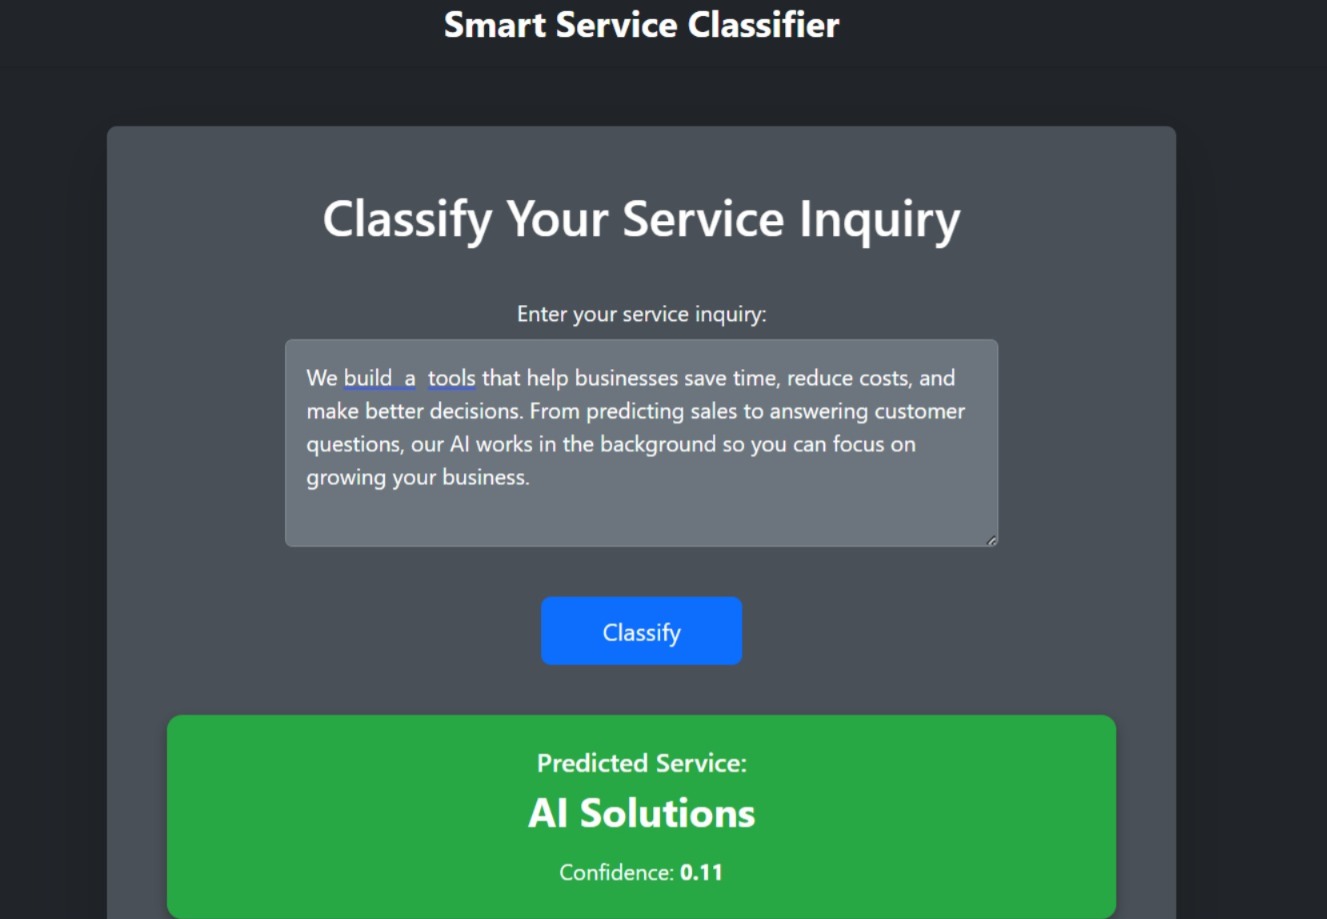 Smart Service Classifier
Classify Your Service Inquiry
Enter your service inquiry:
We build  a  tools that help businesses save time, reduce costs, and
make better decisions. From predicting sales to answering customer
questions, our AI works in the background so you can focus on
growing your business.
Classify
Predicted Service:
AI Solutions
Confidence: 0.11